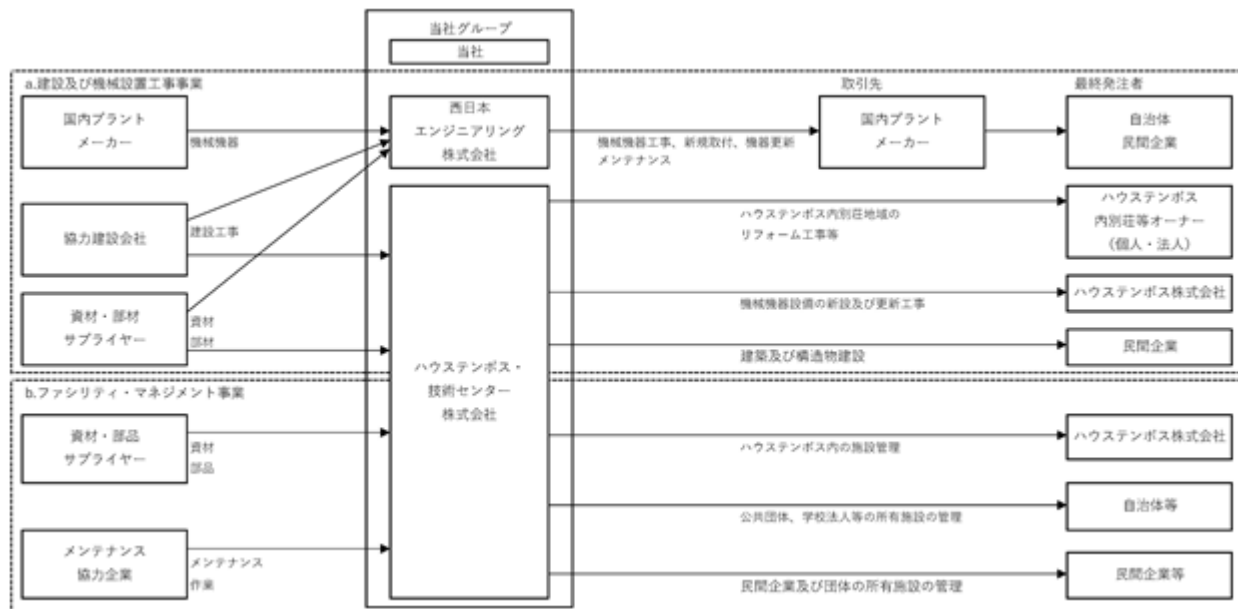 当社グループ
当社
a.建設及び機械設置工事事業
取引先
最終発注者
国内プラント
メーカー
機械機器
西日本
エンジニアリング
株式会社
機械機器工事、新規取付、機器更新
メンテナンス
国内プラント
メーカー
自治体
民間企業
協力建設会社
建設工事
ハウステンボス内別荘地域の
リフォーム工事等
ハウステンボス
内別荘等オーナー
（個人・法人）
資材・部材
サプライヤー
資材
部材
機械機器設備の新設及び更新工事
ハウステンボス株式会社
建築及び構造物建設
民間企業
ハウステンボス・
技術センター
株式会社
b.ファシリティ・マネジメント事業
資材・部品
サプライヤー
資材
部品
ハウステンボス内の施設管理
ハウステンボス株式会社
公共団体、学校法人等の所有施設の管理
自治体等
メンテナンス
協力企業
メンテナンス
作業
民間企業及び団体の所有施設の管理
民間企業等